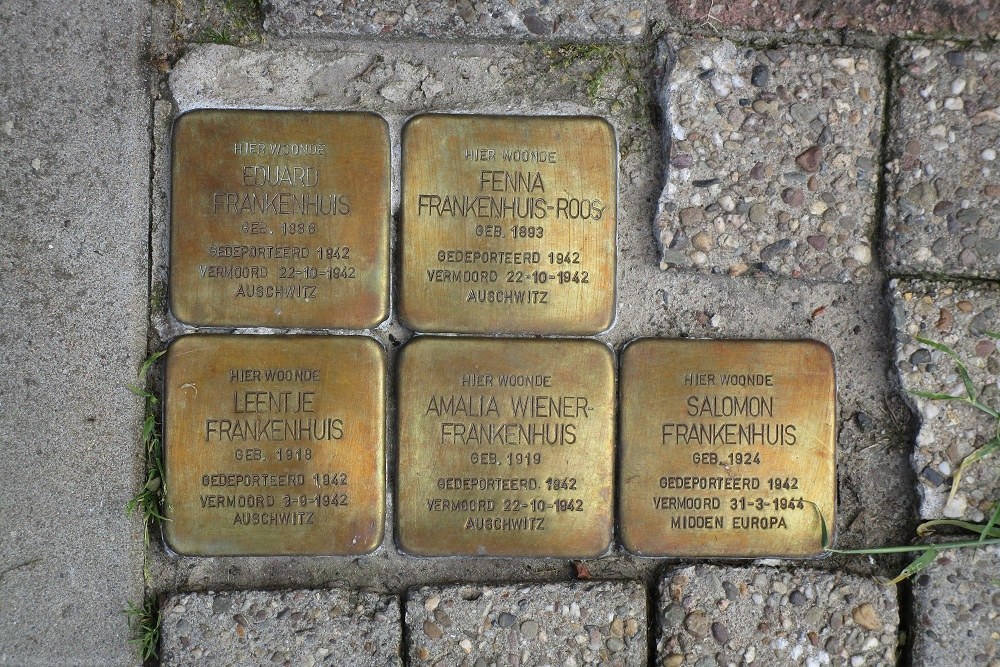 HIER WOONDE
EDUARD
FRANKENHUIS
GEB. 1886
GEDEPORTEERD 1942
VERMOORD 22-10-1942
AUSCHWITZ
HIER WOONDE
FENNA
FRANKENHUIS-ROOS
GEB. 1893
GEDEPORTEERD 1942
VERMOORD 22-10-1942
AUSCHWITZ
HIER WOONDE
LEENTJE
FRANKENHUIS
GEB. 1918
GEDEPORTEERD 1942
VERMOORD 3-9-1942
AUSCHWITZ
HIER WOONDE
AMALIA WIENER-
FRANKENHUIS
GEB. 1919
GEDEPORTEERD 1942
VERMOORD 22-10-1942
AUSCHWITZ
HIER WOONDE
SALOMON
FRANKENHUIS
GEB. 1924
GEDEPORTEERD 1942
VERMOORD 31-3-1944
MIDDEN EUROPA